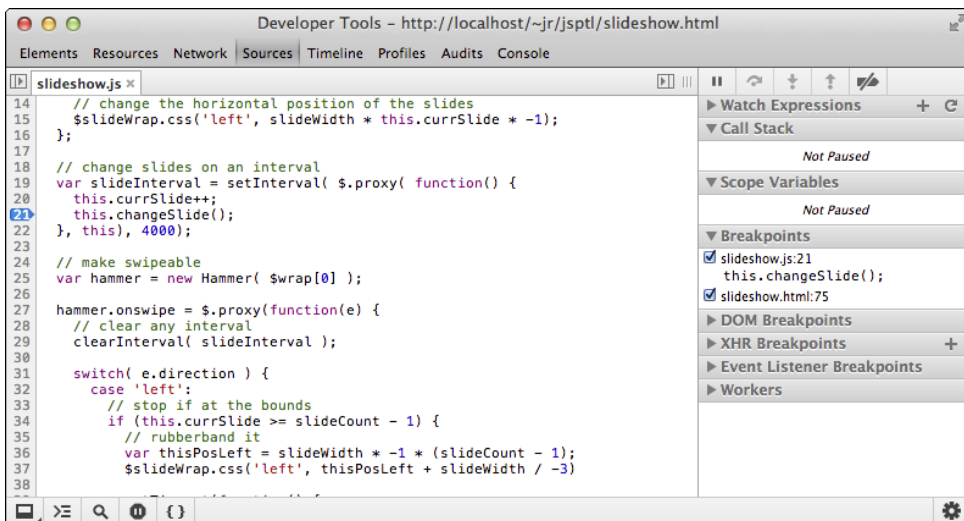 Developer Tools - http://localhost/~jr/jsptl/slideshow.html
Elements Resources Network Sources Timeline Profiles Audits Console
slideshow.js ×
14 // change the horizontal position of the slides
15 $slideWrap.css('left', slideWidth * this.currSlide * -1);
16 };
17
18 // change slides on an interval
19 var slideInterval = setInterval( $.proxy( function() {
20 this.currSlide++;
21 this.changeSlide();
22 }, this), 4000);
23
24 // make swipeable
25 var hammer = new Hammer( $wrap[0] );
26
27 hammer.onswipe = $.proxy(function(e) {
28 // clear any interval
29 clearInterval( slideInterval );
30
31 switch( e.direction ) {
32 case 'left':
33 // stop if at the bounds
34 if (this.currSlide >= slideCount - 1) {
35 // rubberband it
36 var thisPosLeft = slideWidth * -1 * (slideCount - 1);
37 $slideWrap.css('left', thisPosLeft + slideWidth / -3)
38
Watch Expressions
Call Stack
Not Paused
Scope Variables
Not Paused
Breakpoints
slideshow.js:21
this.changeSlide();
slideshow.html:75
DOM Breakpoints
XHR Breakpoints
Event Listener Breakpoints
Workers